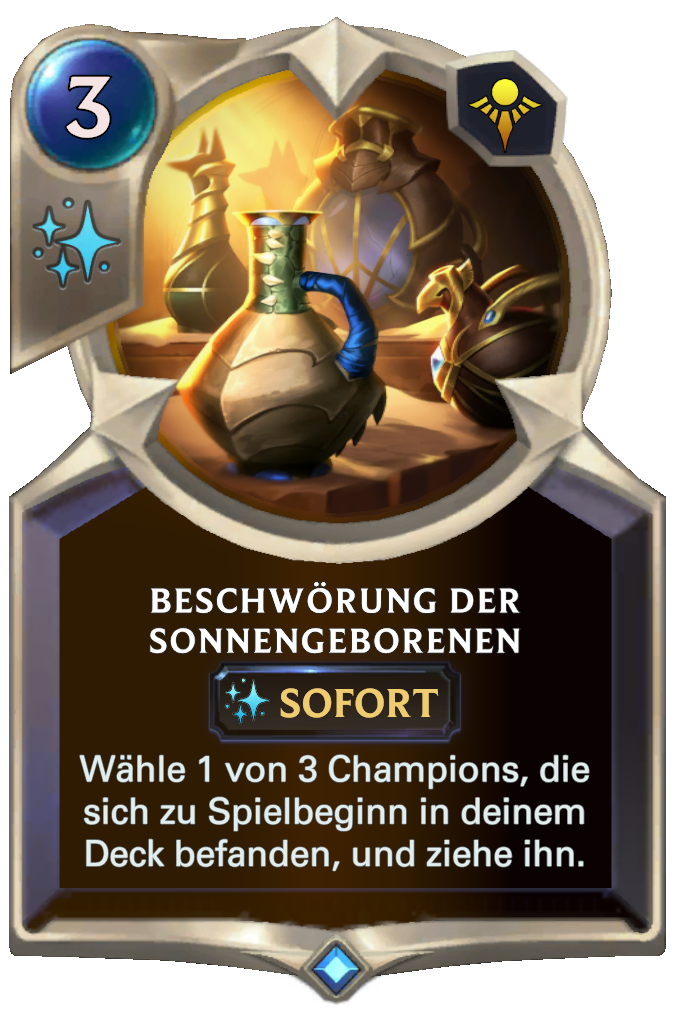 3
BESCHWÖRUNG DER
SONNENGEBORENEN
SOFORT
Wähle 1 von 3 Champions, die
sich zu Spielbeginn in deinem
Deck befanden, und ziehe ihn.